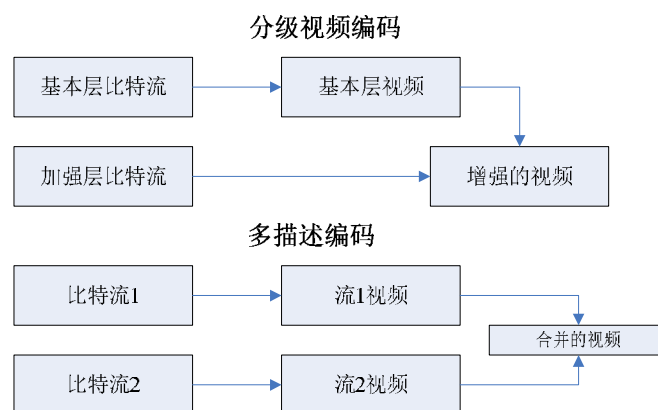 分级视频编码
基本层比特流
基本层视频
加强层比特流
增强的视频
多描述编码
比特流1
流1视频
合并的视频
比特流2
流2视频